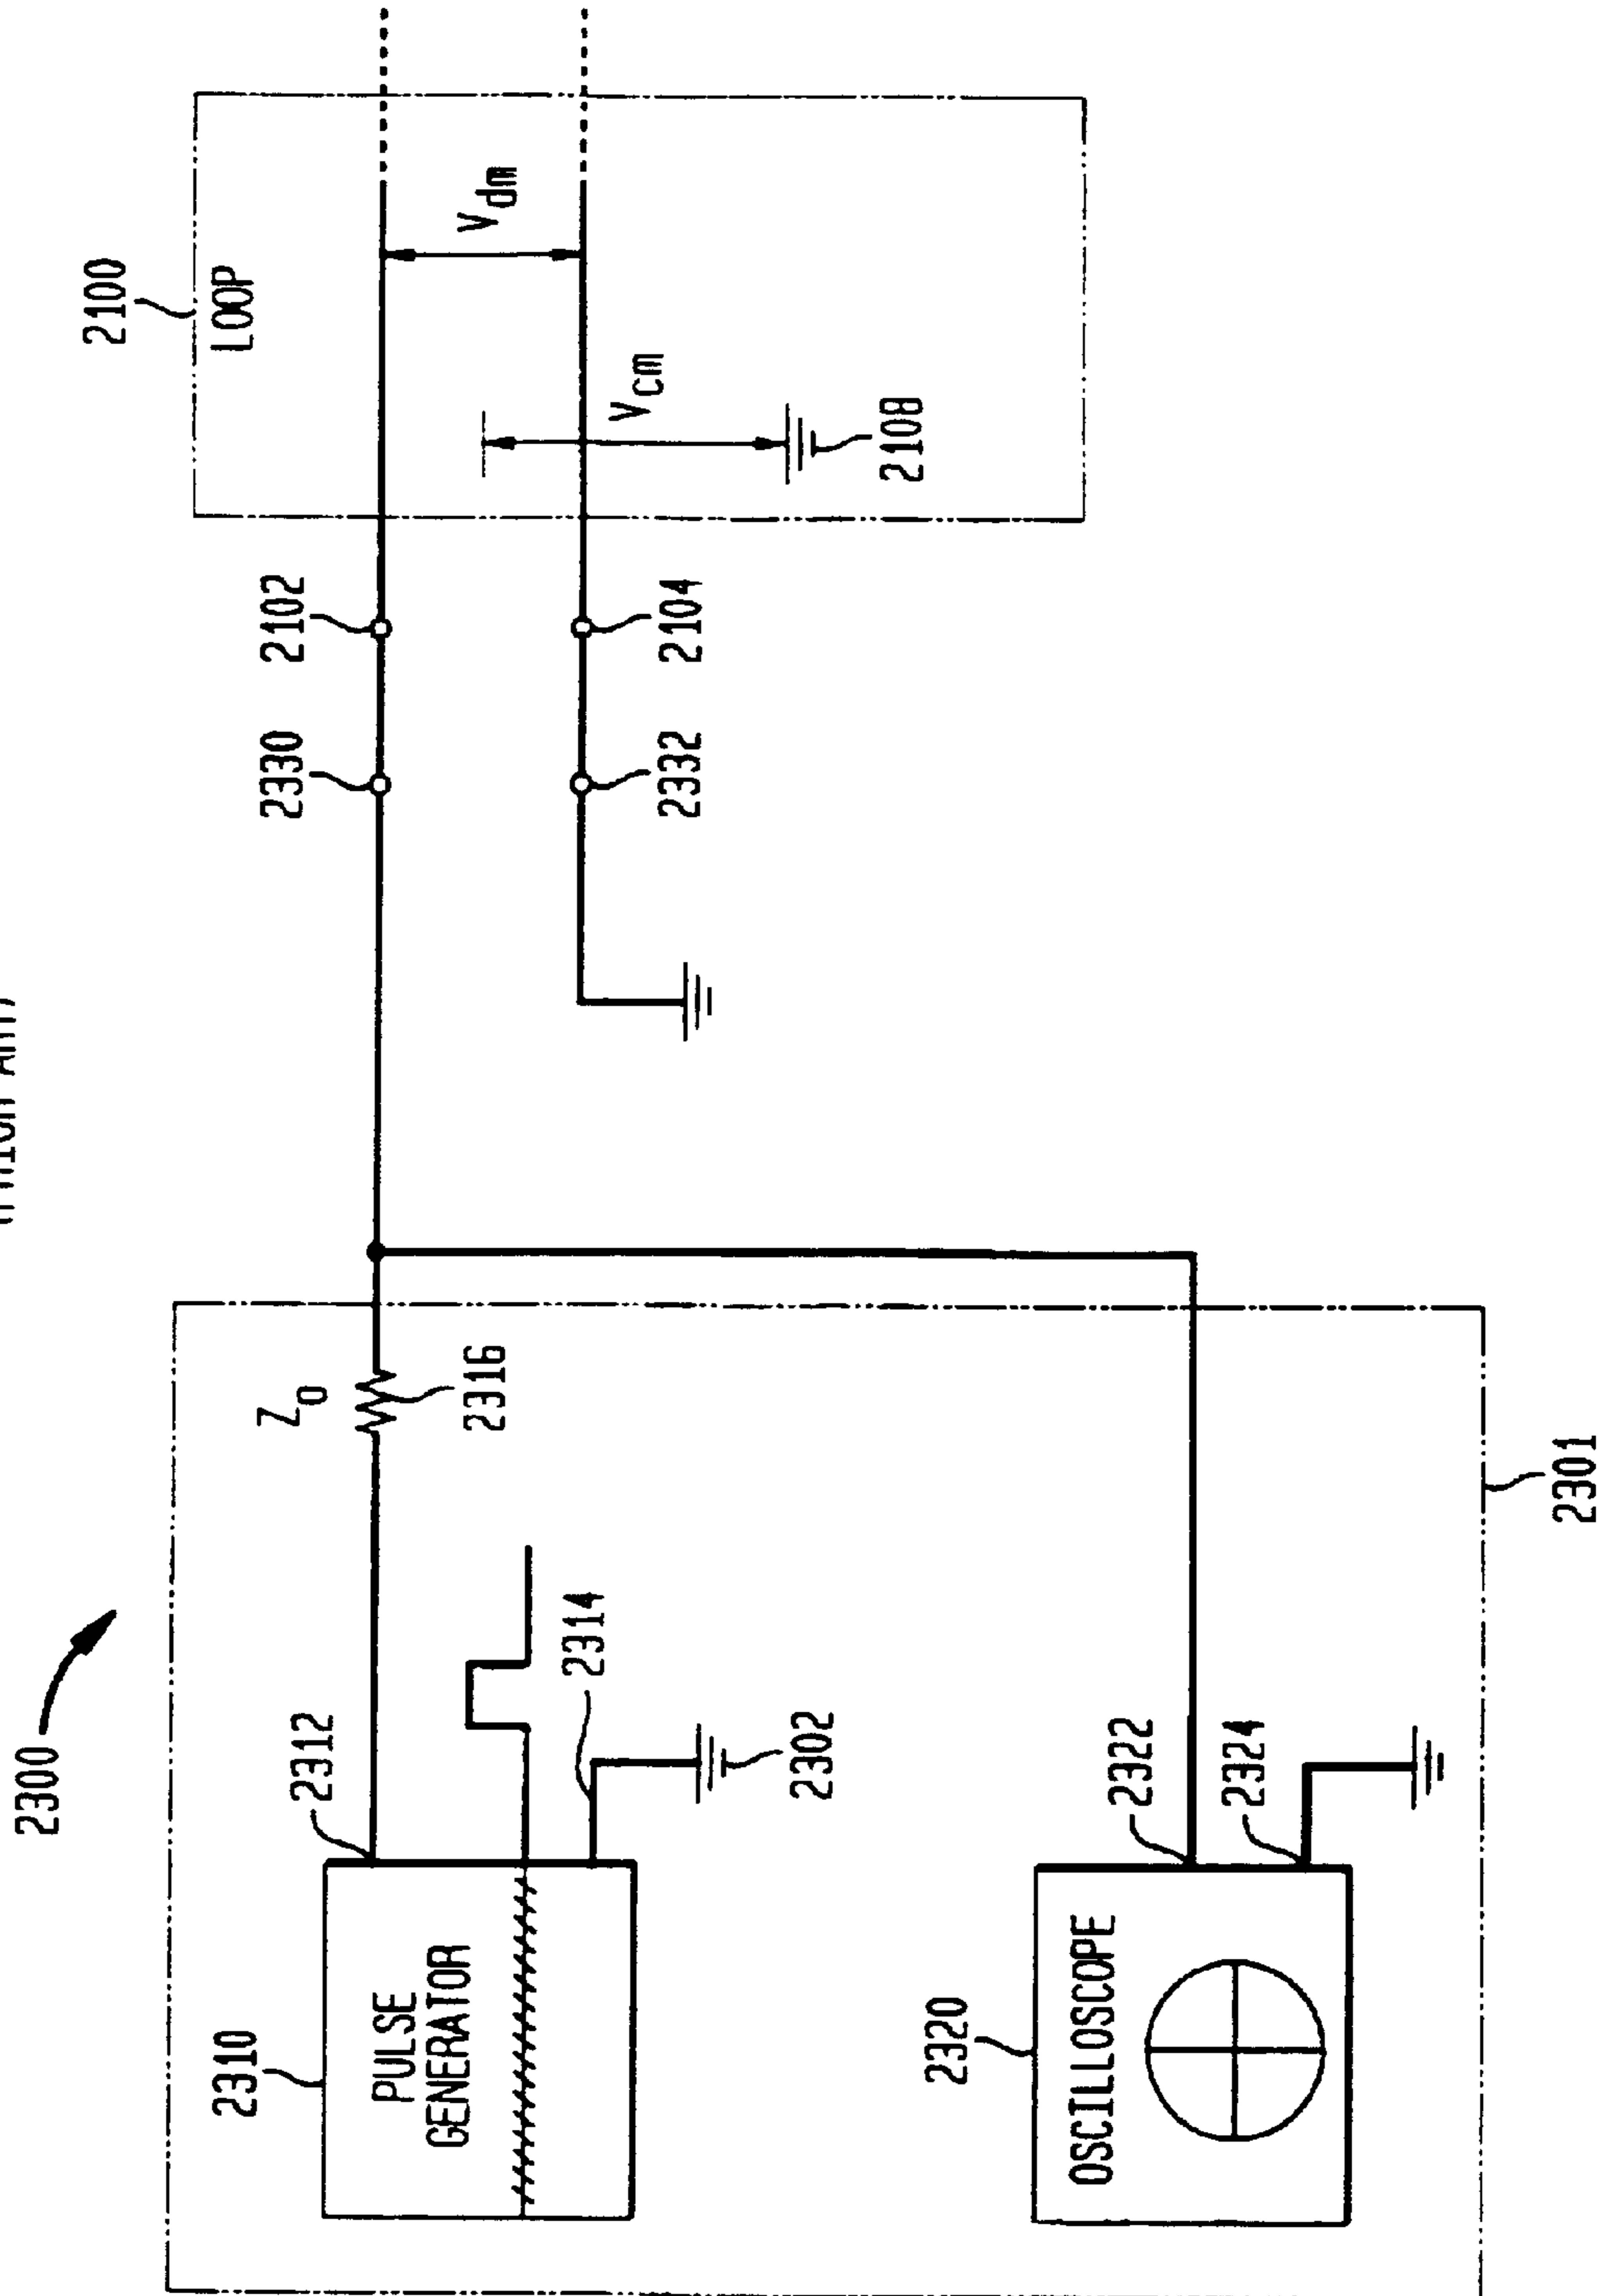 2300
2310
PULSE
GENERATOR
2312
2314
2302
Z0
2316
2320
OSCILLOSCOPE
2322
2324
2301
2330
2332
2102
2104
2100
LOOP
Vdm
Vcm
2108